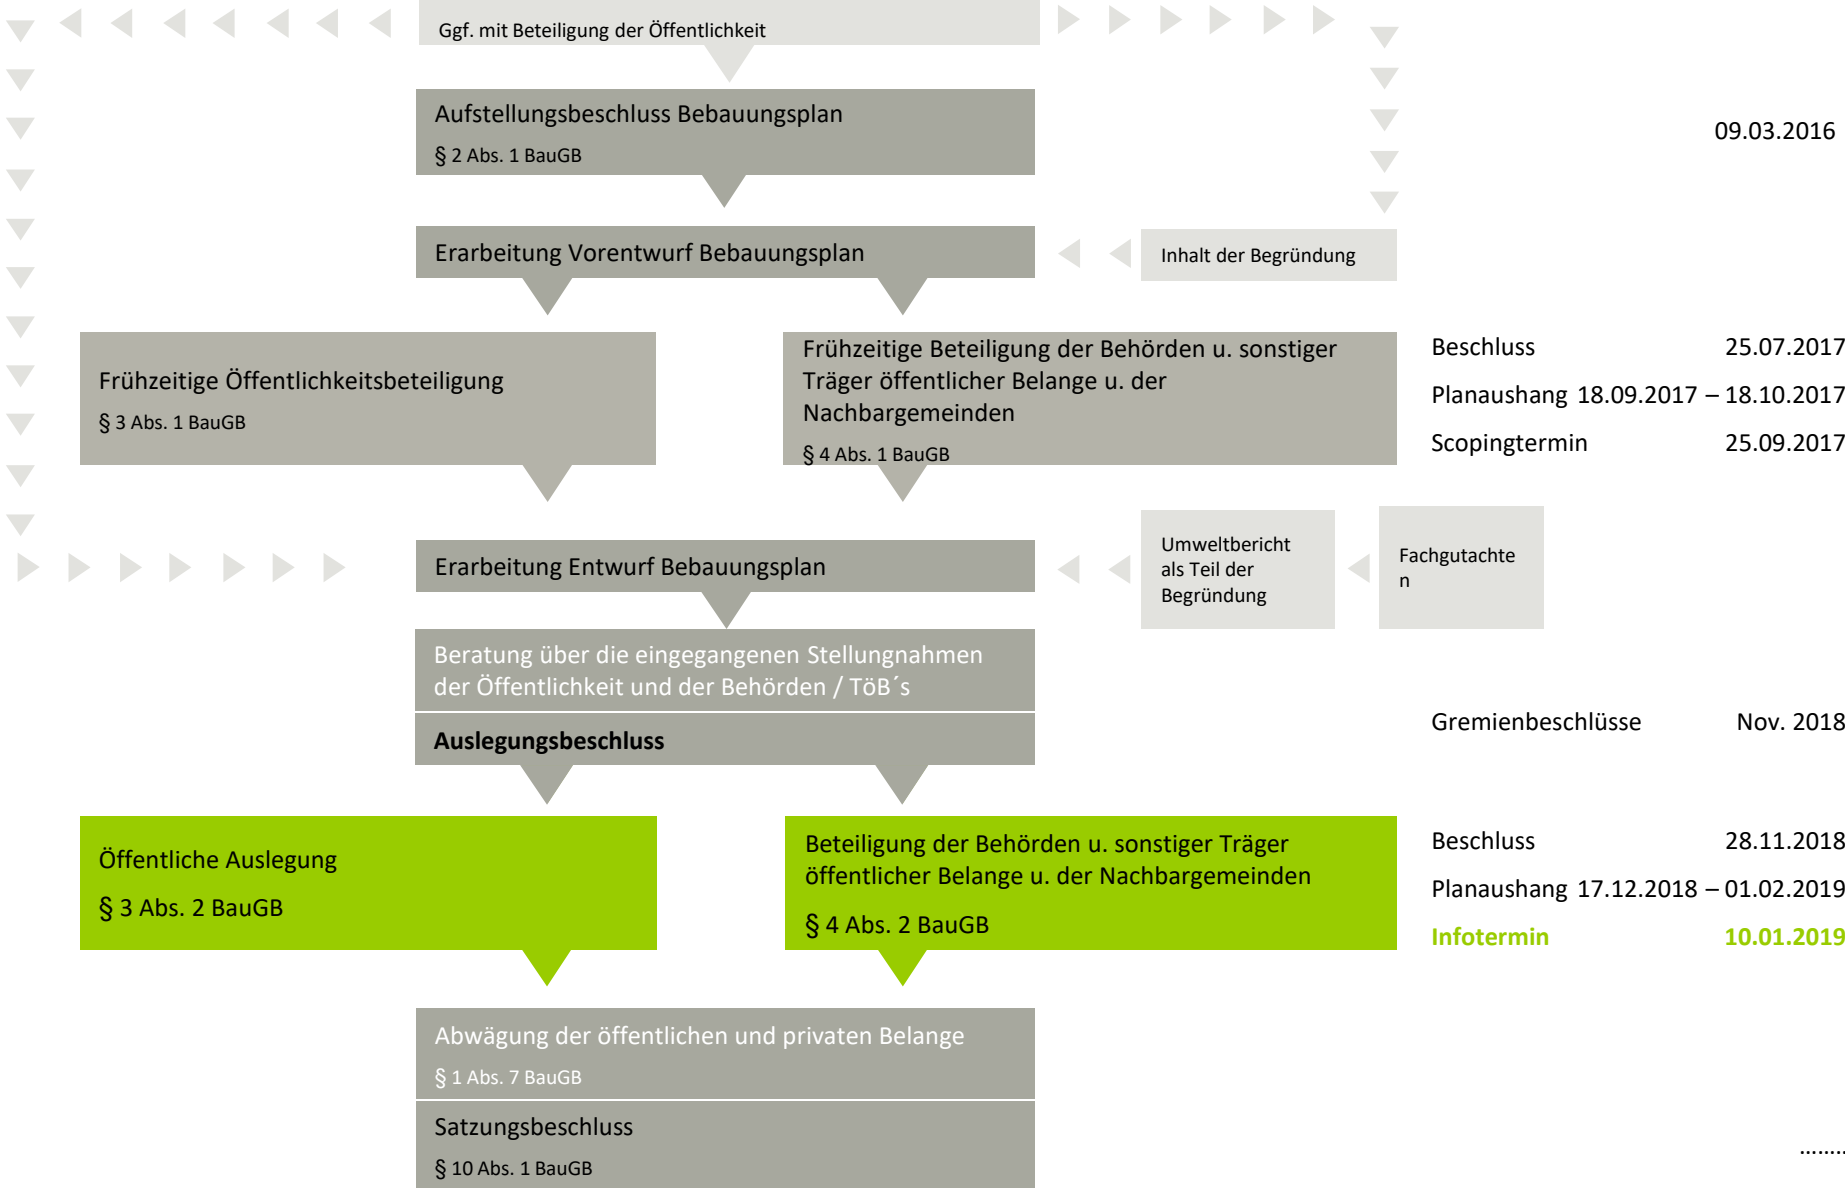 Ggf. mit Beteiligung der Öffentlichkeit
Aufstellungsbeschluss Bebauungsplan
§ 2 Abs. 1 BauGB
09.03.2016
Erarbeitung Vorentwurf Bebauungsplan
Inhalt der Begründung
Frühzeitige Öffentlichkeitsbeteiligung
§ 3 Abs. 1 BauGB
Frühzeitige Beteiligung der Behörden u. sonstiger
Träger öffentlicher Belange u. der
Nachbargemeinden
§ 4 Abs. 1 BauGB
Beschluss 25.07.2017
Planaushang 18.09.2017 – 18.10.2017
Scopingtermin 25.09.2017
Erarbeitung Entwurf Bebauungsplan
Umweltbericht
als Teil der
Begründung
Fachgutachte
n
Beratung über die eingegangenen Stellungnahmen
der Öffentlichkeit und der Behörden / TöB´s
Auslegungsbeschluss
Gremienbeschlüsse Nov. 2018
Öffentliche Auslegung
§ 3 Abs. 2 BauGB
Beteiligung der Behörden u. sonstiger Träger
öffentlicher Belange u. der Nachbargemeinden
§ 4 Abs. 2 BauGB
Beschluss 28.11.2018
Planaushang 17.12.2018 – 01.02.2019
Infotermin 10.01.2019
Abwägung der öffentlichen und privaten Belange
§ 1 Abs. 7 BauGB
Satzungsbeschluss
§ 10 Abs. 1 BauGB
........